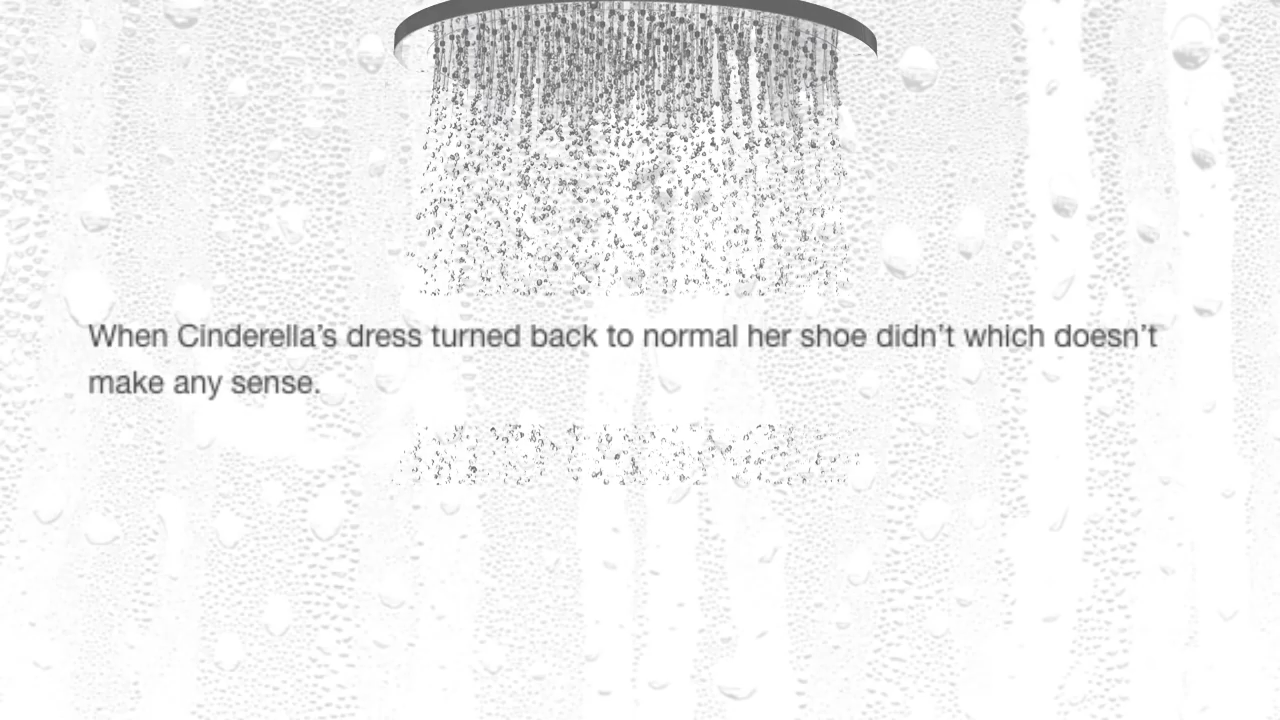 When Cinderella’s dress turned back to normal her shoe didn’t which doesn’t
make any sense.